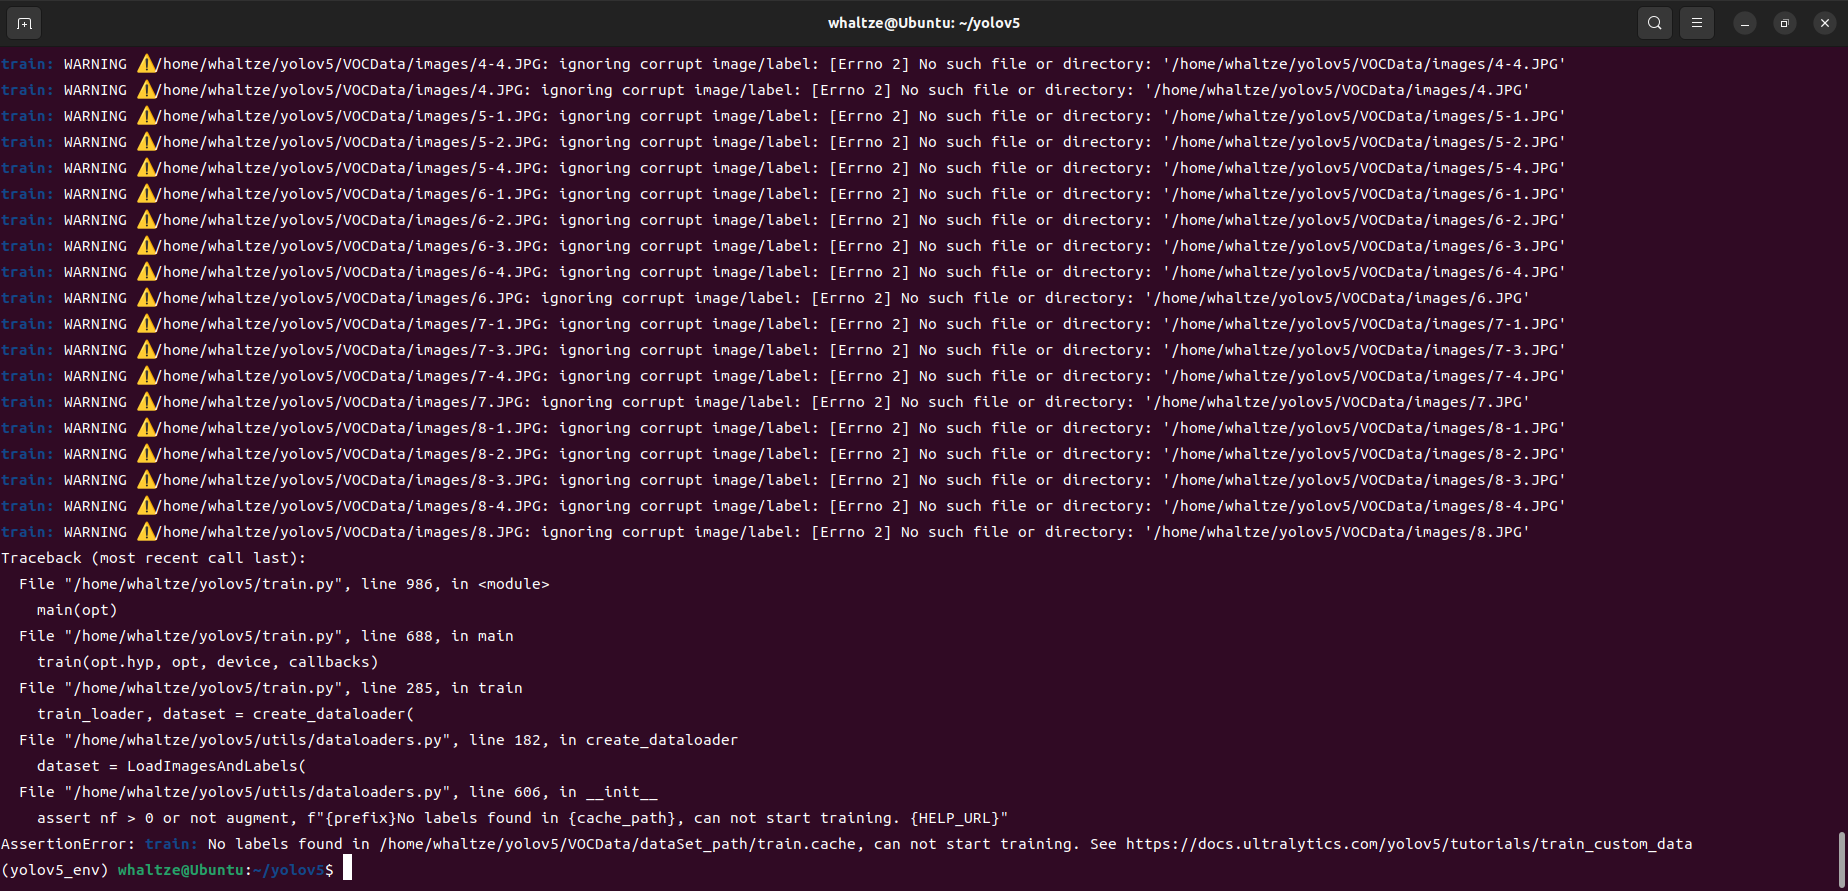 whaltze@Ubuntu: ~/yolov5
train: WARNING ⚠️/home/whaltze/yolov5/VOCData/images/4-4.JPG: ignoring corrupt image/label: [Errno 2] No such file or directory: '/home/whaltze/yolov5/VOCData/images/4-4.JPG'
train: WARNING ⚠️/home/whaltze/yolov5/VOCData/images/4.JPG: ignoring corrupt image/label: [Errno 2] No such file or directory: '/home/whaltze/yolov5/VOCData/images/4.JPG'
train: WARNING ⚠️/home/whaltze/yolov5/VOCData/images/5-1.JPG: ignoring corrupt image/label: [Errno 2] No such file or directory: '/home/whaltze/yolov5/VOCData/images/5-1.JPG'
train: WARNING ⚠️/home/whaltze/yolov5/VOCData/images/5-2.JPG: ignoring corrupt image/label: [Errno 2] No such file or directory: '/home/whaltze/yolov5/VOCData/images/5-2.JPG'
train: WARNING ⚠️/home/whaltze/yolov5/VOCData/images/5-4.JPG: ignoring corrupt image/label: [Errno 2] No such file or directory: '/home/whaltze/yolov5/VOCData/images/5-4.JPG'
train: WARNING ⚠️/home/whaltze/yolov5/VOCData/images/6-1.JPG: ignoring corrupt image/label: [Errno 2] No such file or directory: '/home/whaltze/yolov5/VOCData/images/6-1.JPG'
train: WARNING ⚠️/home/whaltze/yolov5/VOCData/images/6-2.JPG: ignoring corrupt image/label: [Errno 2] No such file or directory: '/home/whaltze/yolov5/VOCData/images/6-2.JPG'
train: WARNING ⚠️/home/whaltze/yolov5/VOCData/images/6-3.JPG: ignoring corrupt image/label: [Errno 2] No such file or directory: '/home/whaltze/yolov5/VOCData/images/6-3.JPG'
train: WARNING ⚠️/home/whaltze/yolov5/VOCData/images/6-4.JPG: ignoring corrupt image/label: [Errno 2] No such file or directory: '/home/whaltze/yolov5/VOCData/images/6-4.JPG'
train: WARNING ⚠️/home/whaltze/yolov5/VOCData/images/6.JPG: ignoring corrupt image/label: [Errno 2] No such file or directory: '/home/whaltze/yolov5/VOCData/images/6.JPG'
train: WARNING ⚠️/home/whaltze/yolov5/VOCData/images/7-1.JPG: ignoring corrupt image/label: [Errno 2] No such file or directory: '/home/whaltze/yolov5/VOCData/images/7-1.JPG'
train: WARNING ⚠️/home/whaltze/yolov5/VOCData/images/7-3.JPG: ignoring corrupt image/label: [Errno 2] No such file or directory: '/home/whaltze/yolov5/VOCData/images/7-3.JPG'
train: WARNING ⚠️/home/whaltze/yolov5/VOCData/images/7-4.JPG: ignoring corrupt image/label: [Errno 2] No such file or directory: '/home/whaltze/yolov5/VOCData/images/7-4.JPG'
train: WARNING ⚠️/home/whaltze/yolov5/VOCData/images/7.JPG: ignoring corrupt image/label: [Errno 2] No such file or directory: '/home/whaltze/yolov5/VOCData/images/7.JPG'
train: WARNING ⚠️/home/whaltze/yolov5/VOCData/images/8-1.JPG: ignoring corrupt image/label: [Errno 2] No such file or directory: '/home/whaltze/yolov5/VOCData/images/8-1.JPG'
train: WARNING ⚠️/home/whaltze/yolov5/VOCData/images/8-2.JPG: ignoring corrupt image/label: [Errno 2] No such file or directory: '/home/whaltze/yolov5/VOCData/images/8-2.JPG'
train: WARNING ⚠️/home/whaltze/yolov5/VOCData/images/8-3.JPG: ignoring corrupt image/label: [Errno 2] No such file or directory: '/home/whaltze/yolov5/VOCData/images/8-3.JPG'
train: WARNING ⚠️/home/whaltze/yolov5/VOCData/images/8-4.JPG: ignoring corrupt image/label: [Errno 2] No such file or directory: '/home/whaltze/yolov5/VOCData/images/8-4.JPG'
train: WARNING ⚠️/home/whaltze/yolov5/VOCData/images/8.JPG: ignoring corrupt image/label: [Errno 2] No such file or directory: '/home/whaltze/yolov5/VOCData/images/8.JPG'
Traceback (most recent call last):
  File "/home/whaltze/yolov5/train.py", line 986, in <module>
    main(opt)
  File "/home/whaltze/yolov5/train.py", line 688, in main
    train(opt.hyp, opt, device, callbacks)
  File "/home/whaltze/yolov5/train.py", line 285, in train
    train_loader, dataset = create_dataloader(
  File "/home/whaltze/yolov5/utils/dataloaders.py", line 182, in create_dataloader
    dataset = LoadImagesAndLabels(
  File "/home/whaltze/yolov5/utils/dataloaders.py", line 606, in __init__
    assert nf > 0 or not augment, f"{prefix}No labels found in {cache_path}, can not start training. {HELP_URL}"
AssertionError: train: No labels found in /home/whaltze/yolov5/VOCData/dataSet_path/train.cache, can not start training. See https://docs.ultralytics.com/yolov5/tutorials/train_custom_data
(yolov5_env) whaltze@Ubuntu:~/yolov5$